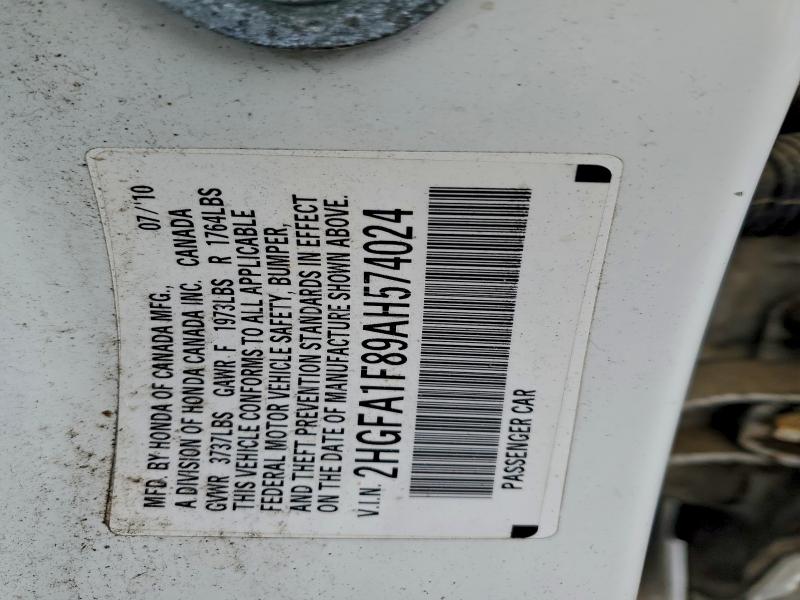 MFD. BY HONDA OF CANADA MFG., 07/'10
A DIVISION OF HONDA CANADA INC. CANADA
GVWR 3737LBS GAWR F 1973LBS R 1764LBS
THIS VEHICLE CONFORMS TO ALL APPLICABLE
FEDERAL MOTOR VEHICLE SAFETY, BUMPER,
AND THEFT PREVENTION STANDARDS IN EFFECT
ON THE DATE OF MANUFACTURE SHOWN ABOVE.
V.I.N. 2HGFA1F89AH574024
PASSENGER CAR